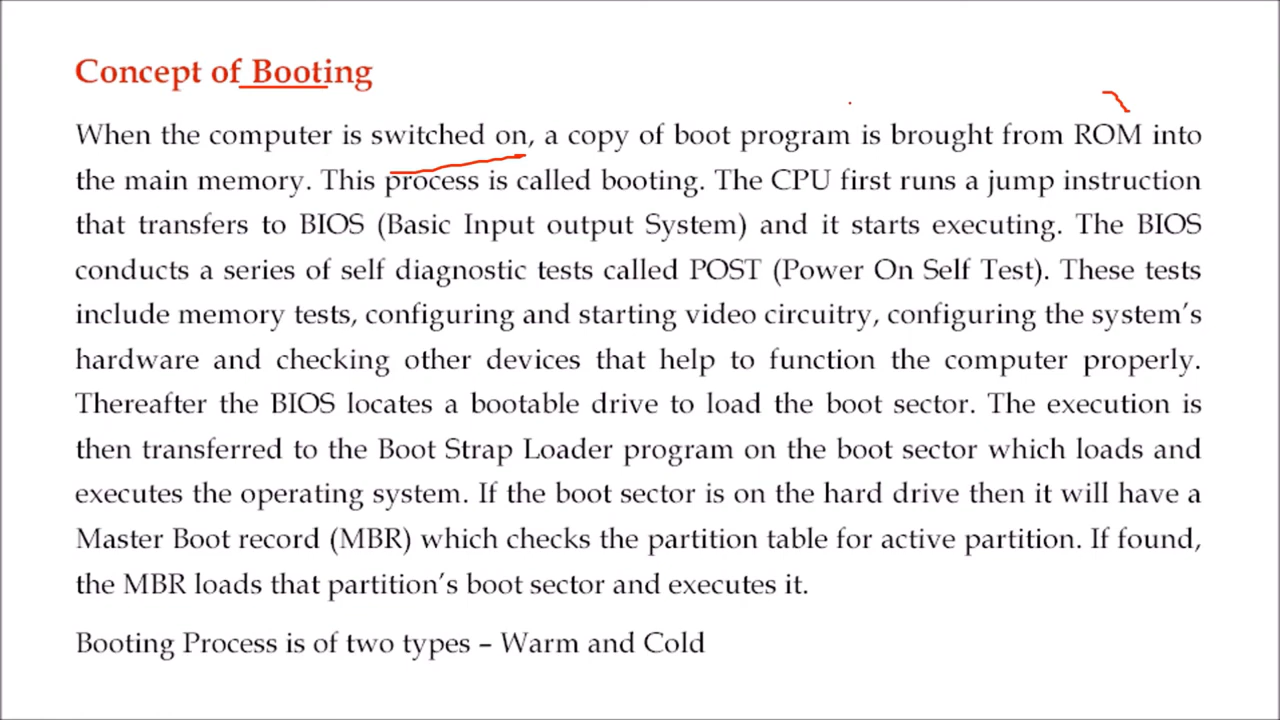 Concept of Booting
When the computer is switched on, a copy of boot program is brought from ROM into
the main memory. This process is called booting. The CPU first runs a jump instruction
that transfers to BIOS (Basic Input output System) and it starts executing. The BIOS
conducts a series of self diagnostic tests called POST (Power On Self Test). These tests
include memory tests, configuring and starting video circuitry, configuring the system’s
hardware and checking other devices that help to function the computer properly.
Thereafter the BIOS locates a bootable drive to load the boot sector. The execution is
then transferred to the Boot Strap Loader program on the boot sector which loads and
executes the operating system. If the boot sector is on the hard drive then it will have a
Master Boot record (MBR) which checks the partition table for active partition. If found,
the MBR loads that partition’s boot sector and executes it.
Booting Process is of two types – Warm and Cold